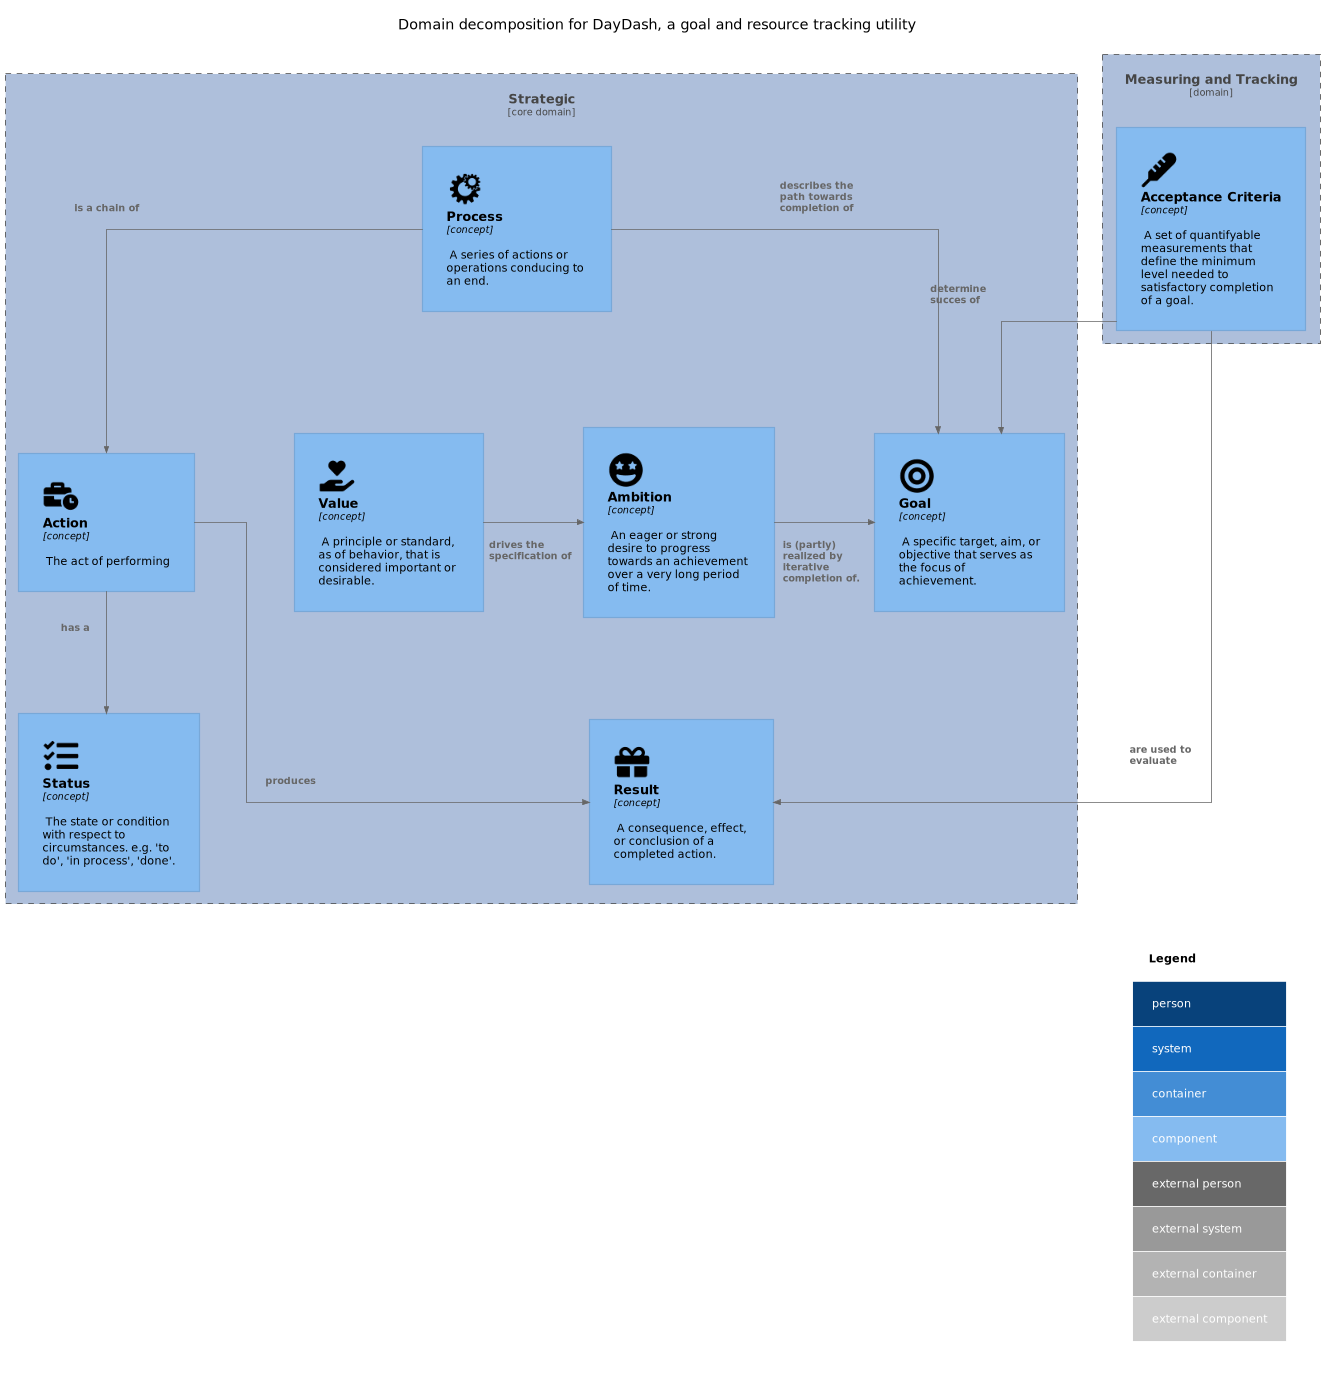 Domain decomposition for DayDash, a goal and resource tracking utility
Strategic
[core domain]
Measuring and Tracking
[domain]
Process
[concept]
A series of actions or
operations conducing to
an end.
Acceptance Criteria
[concept]
A set of quantifyable
measurements that
define the minimum
level needed to
satisfactory completion
of a goal.
is a chain of
describes the
path towards
completion of
determine
succes of
Action
[concept]
The act of performing
Value
[concept]
A principle or standard,
as of behavior, that is
considered important or
desirable.
drives the
specification of
Ambition
[concept]
An eager or strong
desire to progress
towards an achievement
over a very long period
of time.
is (partly)
realized by
iterative
completion of.
Goal
[concept]
A specific target, aim, or
objective that serves as
the focus of
achievement.
has a
Status
[concept]
The state or condition
with respect to
circumstances. e.g. 'to
do', 'in process', 'done'.
produces
Result
[concept]
A consequence, effect,
or conclusion of a
completed action.
are used to
evaluate
Legend
person
system
container
component
external person
external system
external container
external component